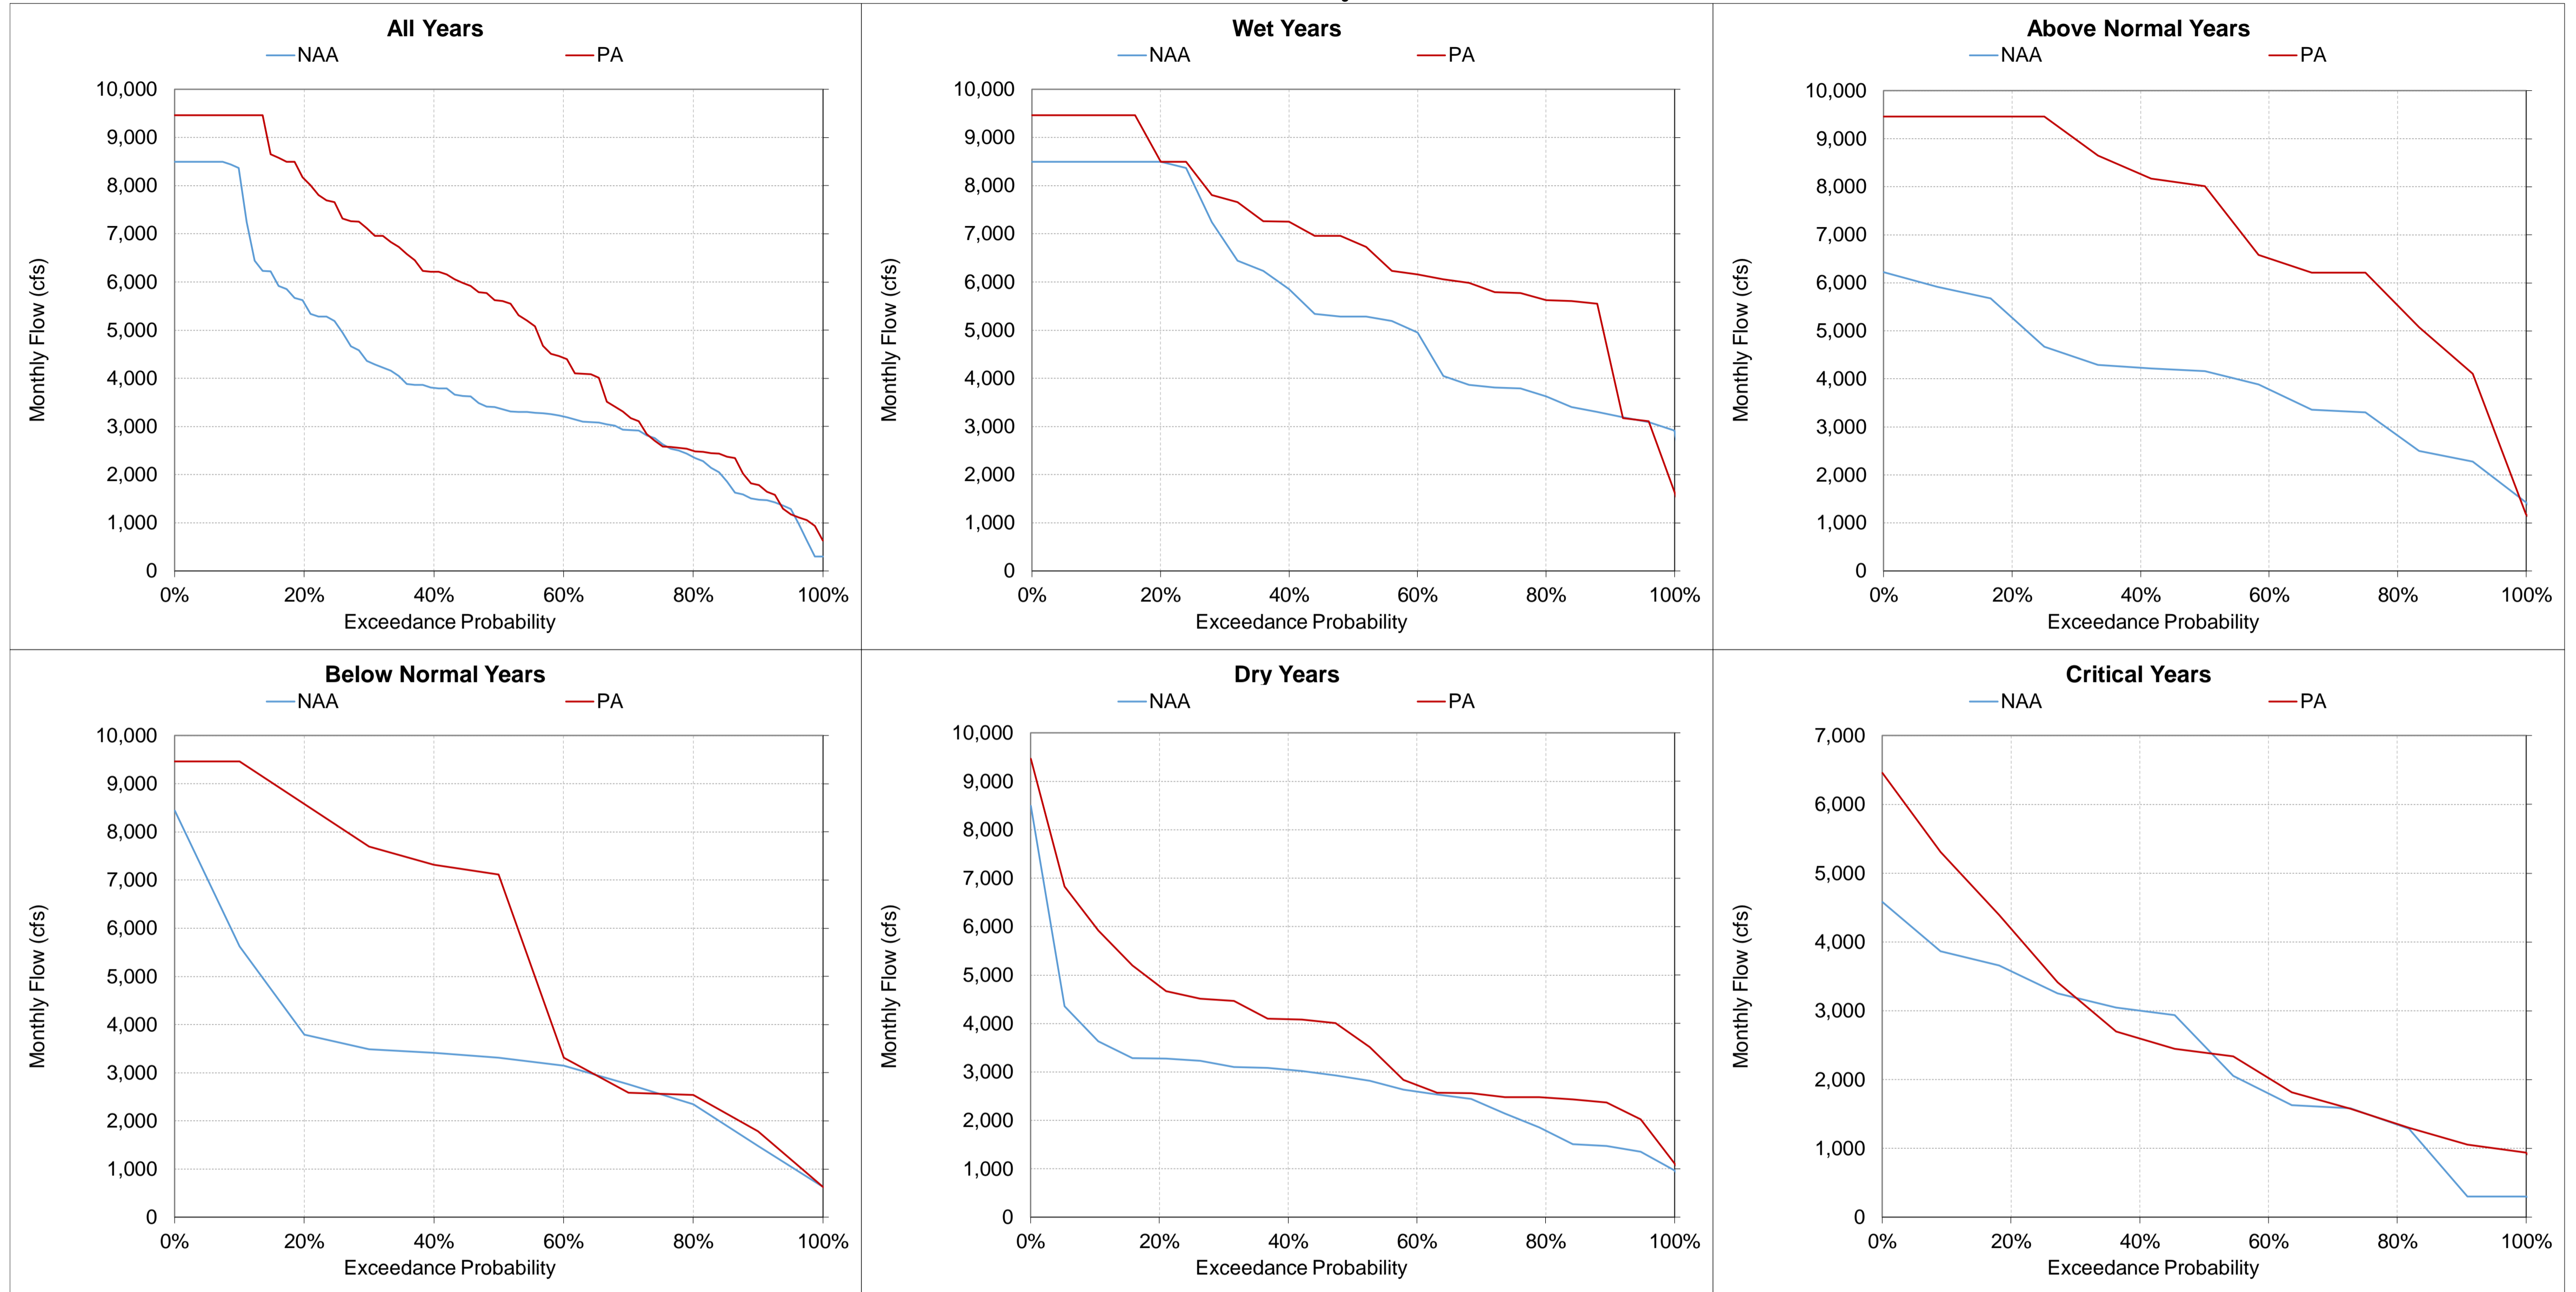 All Years
NAA PA
10,000
9,000
8,000
7,000
6,000
5,000
4,000
3,000
2,000
1,000
0
Monthly Flow (cfs)
0% 20% 40% 60% 80% 100%
Exceedance Probability
Wet Years
NAA PA
10,000
9,000
8,000
7,000
6,000
5,000
4,000
3,000
2,000
1,000
0
Monthly Flow (cfs)
0% 20% 40% 60% 80% 100%
Exceedance Probability
Above Normal Years
NAA PA
10,000
9,000
8,000
7,000
6,000
5,000
4,000
3,000
2,000
1,000
0
Monthly Flow (cfs)
0% 20% 40% 60% 80% 100%
Exceedance Probability
Below Normal Years
NAA PA
10,000
9,000
8,000
7,000
6,000
5,000
4,000
3,000
2,000
1,000
0
Monthly Flow (cfs)
0% 20% 40% 60% 80% 100%
Exceedance Probability
Dry Years
NAA PA
10,000
9,000
8,000
7,000
6,000
5,000
4,000
3,000
2,000
1,000
0
Monthly Flow (cfs)
0% 20% 40% 60% 80% 100%
Exceedance Probability
Critical Years
NAA PA
7,000
6,000
5,000
4,000
3,000
2,000
1,000
0
Monthly Flow (cfs)
0% 20% 40% 60% 80% 100%
Exceedance Probability